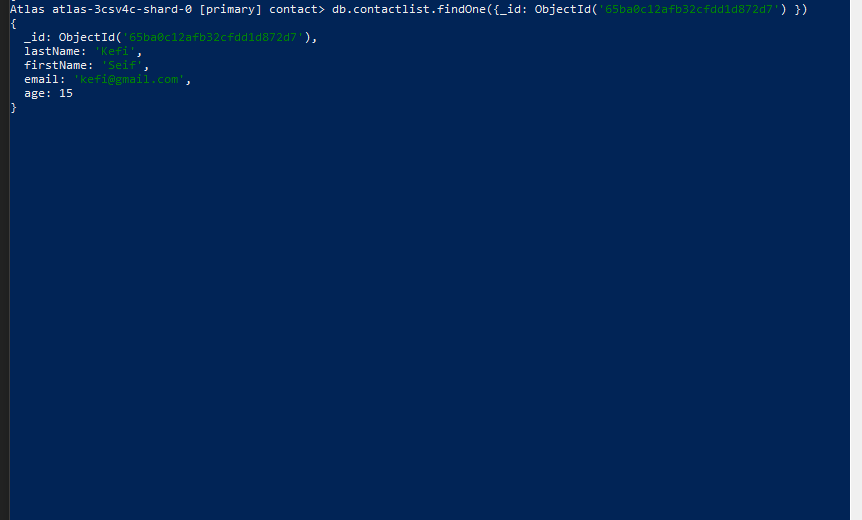 Atlas atlas-3csv4c-shard-0 [primary] contact> db.contactlist.findOne({_id: ObjectId('65ba0c12afb32cfdd1d872d7') })
{
  _id: ObjectId('65ba0c12afb32cfdd1d872d7'),
  lastName: 'Kefi',
  firstName: 'Seif',
  email: 'kefi@gmail.com',
  age: 15
}